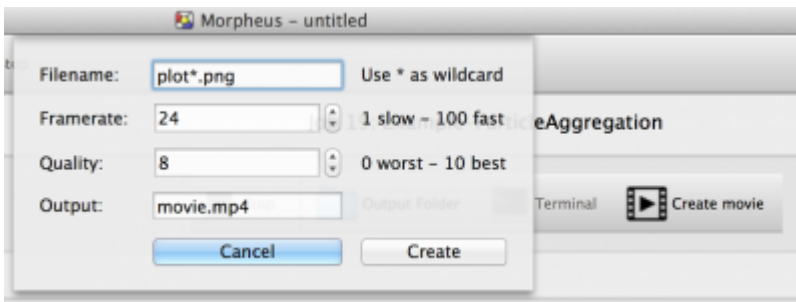 Morpheus – untitled
Filename: plot*.png Use * as wildcard
Framerate: 24 1 slow – 100 fast
eAggregation
Quality: 8 0 worst – 10 best
Output: movie.mp4 Output Folder Terminal Create movie
Cancel Create